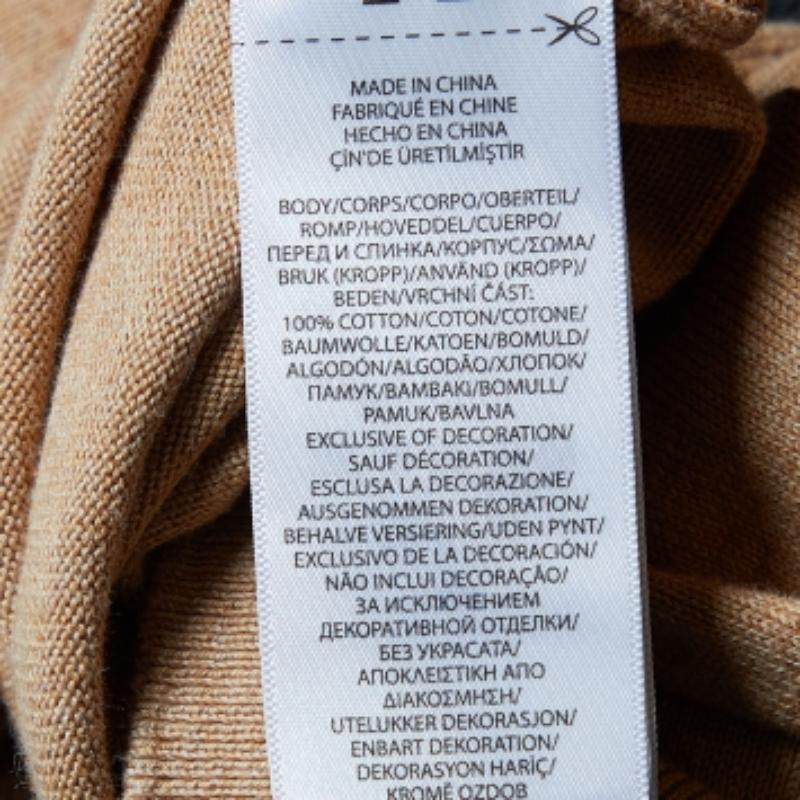 MADE IN CHINA
FABRIQUÉ EN CHINE
HECHO EN CHINA
ÇİN'DE ÜRETİLMİŞTİR
BODY/CORPS/CORPO/OBERTEIL/
ROMP/HOVEDDEL/CUERPO/
ПЕРЕД И СПИНКА/КОРПУС/ΣΩΜΑ/
BRUK (KROPP)/ANVÄND (KROPP)/
BEDEN/VRCHNÍ ČÁST:
100% COTTON/COTON/COTONE/
BAUMWOLLE/KATOEN/BOMULD/
ALGODÓN/ALGODÃO/ХЛОПОК/
ПАМУК/ΒΑΜΒΑΚΙ/BOMULL/
PAMUK/BAVLNA
EXCLUSIVE OF DECORATION/
SAUF DÉCORATION/
ESCLUSA LA DECORAZIONE/
AUSGENOMMEN DEKORATION/
BEHALVE VERSIERING/UDEN PYNT/
EXCLUSIVO DE LA DECORACIÓN/
NÃO INCLUI DECORAÇÃO/
ЗА ИСКЛЮЧЕНИЕМ
ДЕКОРАТИВНОЙ ОТДЕЛКИ/
БЕЗ УКРАСАТА/
ΑΠΟΚΛΕΙΣΤΙΚΗ ΑΠΟ
ΔΙΑΚΟΣΜΗΣΗ/
UTELUKKER DEKORASJON/
ENBART DEKORATION/
DEKORASYON HARİÇ/
KROMĚ OZDOB